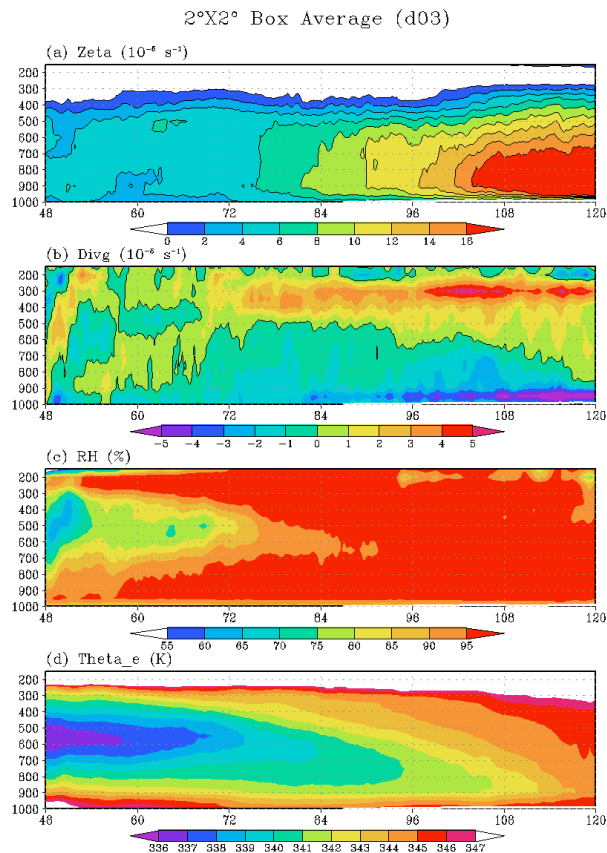 2°X2° Box Average (d03)
(a) Zeta (10⁻⁵ s⁻¹)
200
300
400
500
600
700
800
900
1000
48 60 72 84 96 108 120
0 2 4 6 8 10 12 14 16
(b) Divg (10⁻⁵ s⁻¹)
200
300
400
500
600
700
800
900
1000
48 60 72 84 96 108 120
-5 -4 -3 -2 -1 0 1 2 3 4 5
(c) RH (%)
200
300
400
500
600
700
800
900
1000
48 60 72 84 96 108 120
55 60 65 70 75 80 85 90 95
(d) Theta_e (K)
200
300
400
500
600
700
800
900
1000
48 60 72 84 96 108 120
336 337 338 339 340 341 342 343 344 345 346 347